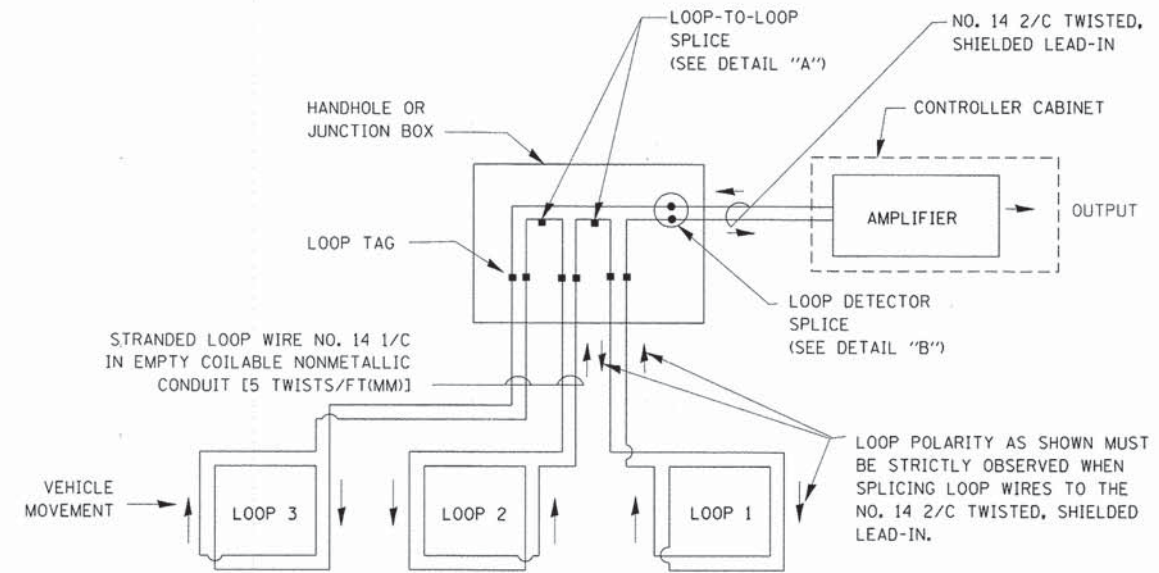 LOOP-TO-LOOP
SPLICE
(SEE DETAIL "A")
NO. 14 2/C TWISTED,
SHIELDED LEAD-IN
HANDHOLE OR
JUNCTION BOX
CONTROLLER CABINET
AMPLIFIER
OUTPUT
LOOP TAG
LOOP DETECTOR
SPLICE
(SEE DETAIL "B")
STRANDED LOOP WIRE NO. 14 1/C
IN EMPTY COILABLE NONMETALLIC
CONDUIT [5 TWISTS/FT(MM)]
LOOP POLARITY AS SHOWN MUST
BE STRICTLY OBSERVED WHEN
SPLICING LOOP WIRES TO THE
NO. 14 2/C TWISTED, SHIELDED
LEAD-IN.
VEHICLE
MOVEMENT
LOOP 3
LOOP 2
LOOP 1